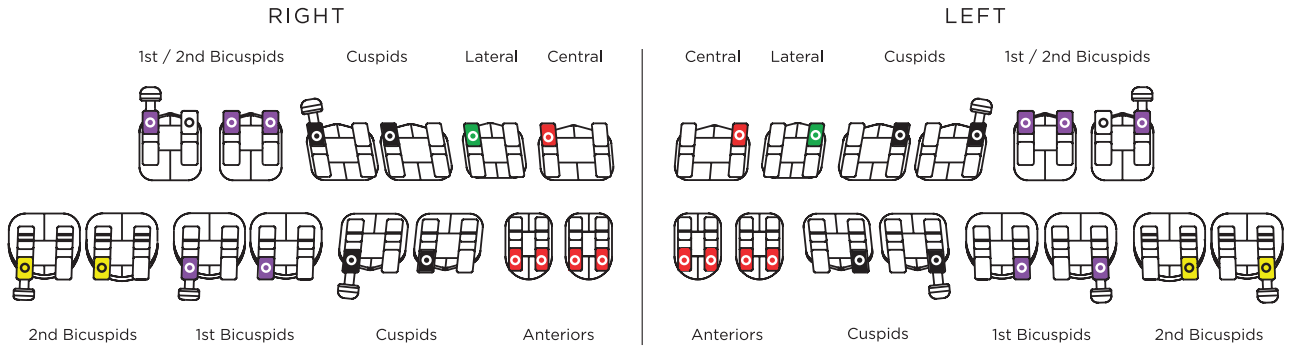 RIGHT LEFT
1st / 2nd Bicuspids Cuspids Lateral Central Central Lateral Cuspids 1st / 2nd Bicuspids
2nd Bicuspids 1st Bicuspids Cuspids Anteriors Anteriors Cuspids 1st Bicuspids 2nd Bicuspids